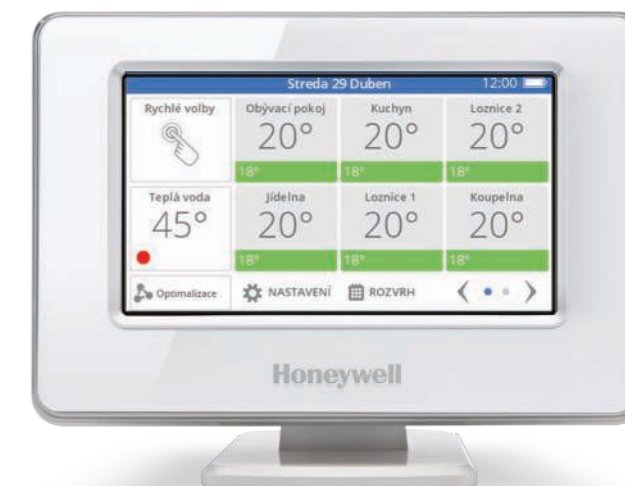 Streda 29 Duben 12:00
Rychlé volby
Obývací pokoj
20°
18°
Kuchyn
20°
18°
Loznice 2
20°
18°
Teplá voda
45°
Jídelna
20°
18°
Loznice 1
20°
18°
Koupelna
20°
18°
Optimalizace
NASTAVENÍ
ROZVRH
Honeywell